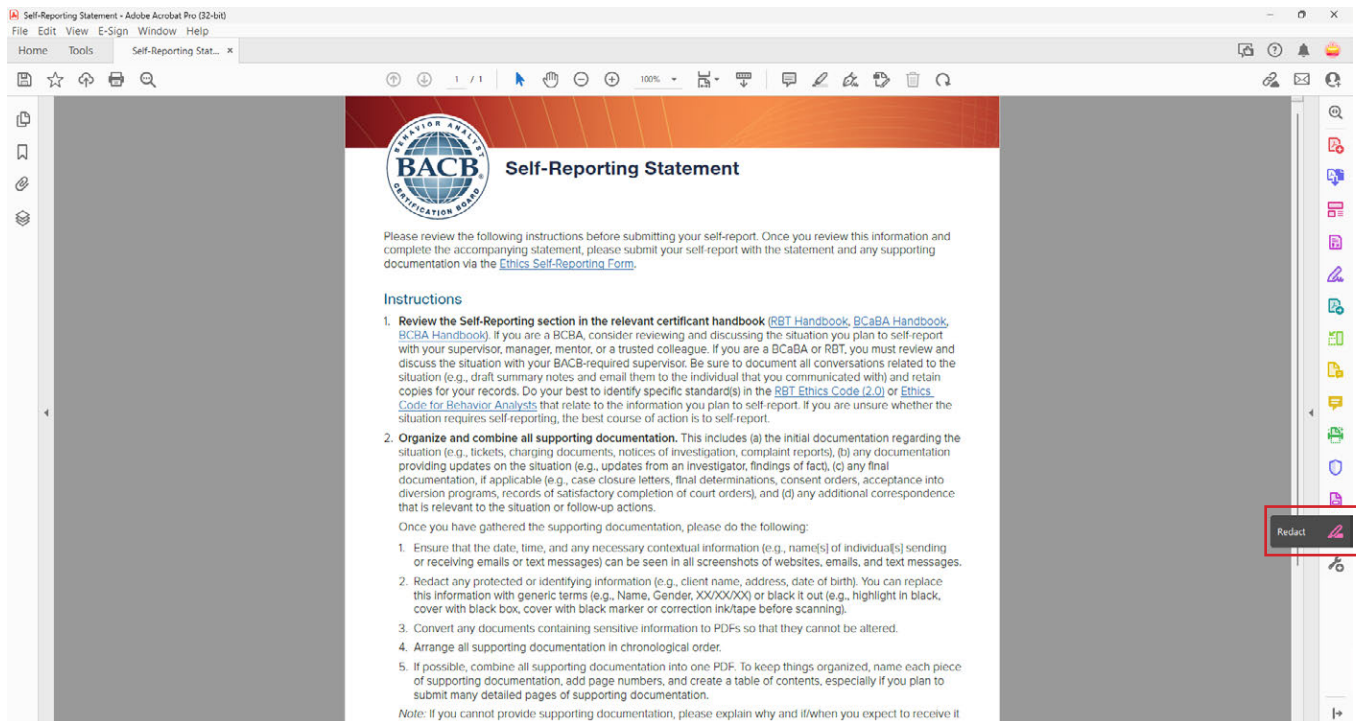 Self-Reporting Statement - Adobe Acrobat Pro (32-bit)
File Edit View E-Sign Window Help
Home Tools Self-Reporting Stat... ×
1 / 1 100%
BEHAVIOR ANALYST
BACB®
CERTIFICATION BOARD
Self-Reporting Statement
Please review the following instructions before submitting your self-report. Once you review this information and
complete the accompanying statement, please submit your self-report with the statement and any supporting
documentation via the Ethics Self-Reporting Form.
Instructions
1. Review the Self-Reporting section in the relevant certificant handbook (RBT Handbook, BCaBA Handbook,
BCBA Handbook). If you are a BCBA, consider reviewing and discussing the situation you plan to self-report
with your supervisor, manager, mentor, or a trusted colleague. If you are a BCaBA or RBT, you must review and
discuss the situation with your BACB-required supervisor. Be sure to document all conversations related to the
situation (e.g., draft summary notes and email them to the individual that you communicated with) and retain
copies for your records. Do your best to identify specific standard(s) in the RBT Ethics Code (2.0) or Ethics
Code for Behavior Analysts that relate to the information you plan to self-report. If you are unsure whether the
situation requires self-reporting, the best course of action is to self-report.
2. Organize and combine all supporting documentation. This includes (a) the initial documentation regarding the
situation (e.g., tickets, charging documents, notices of investigation, complaint reports), (b) any documentation
providing updates on the situation (e.g., updates from an investigator, findings of fact), (c) any final
documentation, if applicable (e.g., case closure letters, final determinations, consent orders, acceptance into
diversion programs, records of satisfactory completion of court orders), and (d) any additional correspondence
that is relevant to the situation or follow-up actions.
Once you have gathered the supporting documentation, please do the following:
1. Ensure that the date, time, and any necessary contextual information (e.g., name[s] of individual[s] sending
or receiving emails or text messages) can be seen in all screenshots of websites, emails, and text messages.
Redact
2. Redact any protected or identifying information (e.g., client name, address, date of birth). You can replace
this information with generic terms (e.g., Name, Gender, XX/XX/XX) or black it out (e.g., highlight in black,
cover with black box, cover with black marker or correction ink/tape before scanning).
3. Convert any documents containing sensitive information to PDFs so that they cannot be altered.
4. Arrange all supporting documentation in chronological order.
5. If possible, combine all supporting documentation into one PDF. To keep things organized, name each piece
of supporting documentation, add page numbers, and create a table of contents, especially if you plan to
submit many detailed pages of supporting documentation.
Note: If you cannot provide supporting documentation, please explain why and if/when you expect to receive it